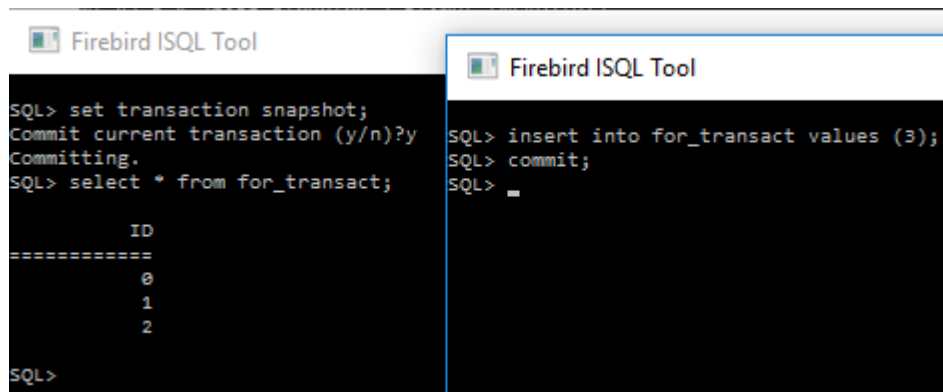 Firebird ISQL Tool
SQL> set transaction snapshot;
Commit current transaction (y/n)?y
Committing.
SQL> select * from for_transact;
ID
============
0
1
2
SQL>
Firebird ISQL Tool
SQL> insert into for_transact values (3);
SQL> commit;
SQL> _